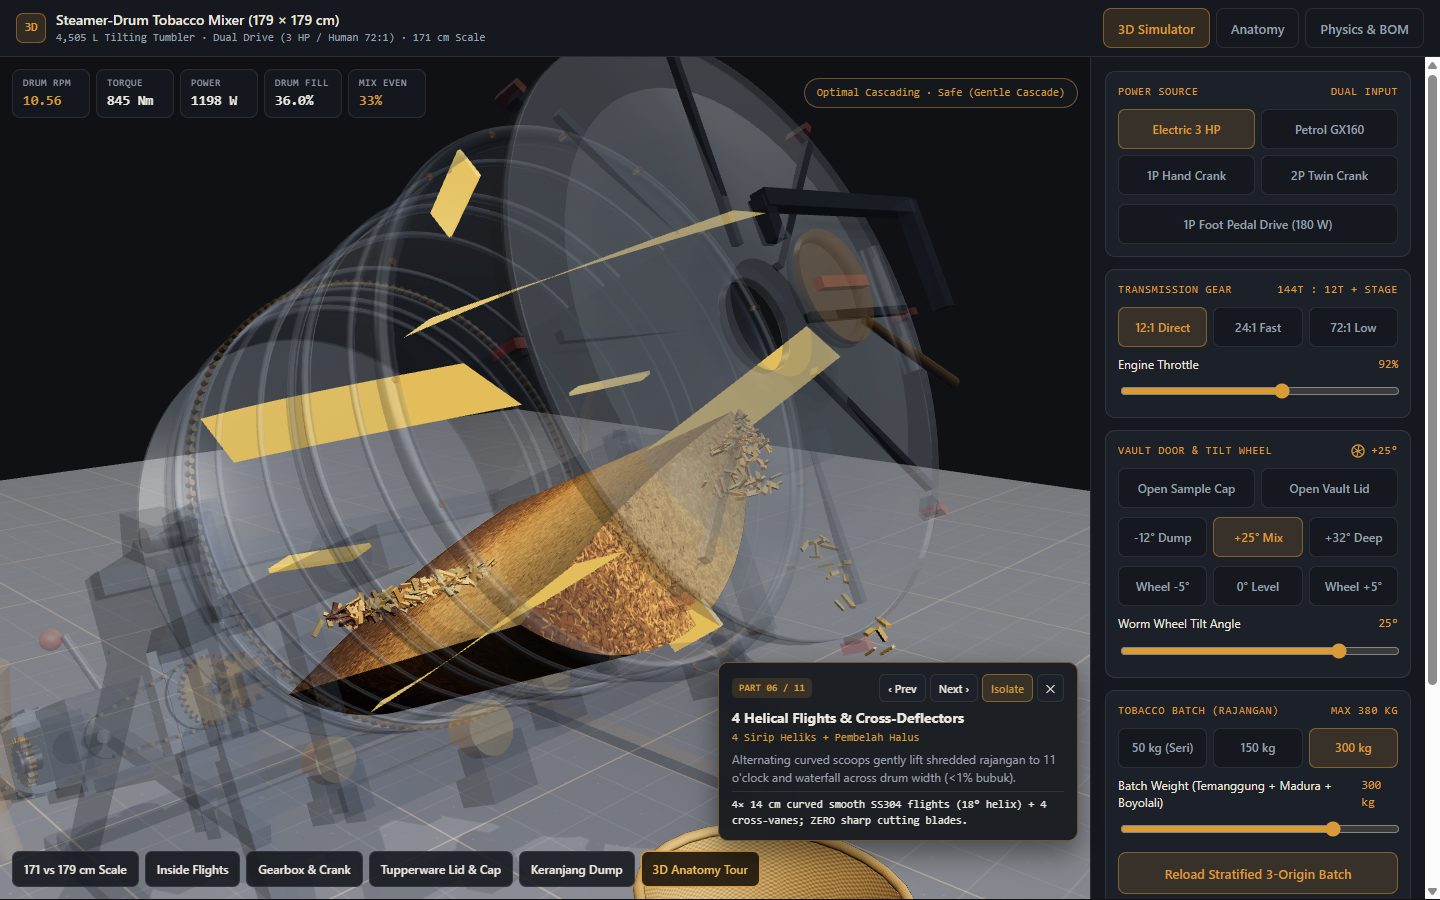 3D
Steamer-Drum Tobacco Mixer (179 × 179 cm)
4,505 L Tilting Tumbler · Dual Drive (3 HP / Human 72:1) · 171 cm Scale
3D Simulator
Anatomy
Physics & BOM
DRUM RPM
10.56
TORQUE
845 Nm
POWER
1198 W
DRUM FILL
36.0%
MIX EVEN
33%
Optimal Cascading · Safe (Gentle Cascade)
POWER SOURCE
DUAL INPUT
Electric 3 HP
Petrol GX160
1P Hand Crank
2P Twin Crank
1P Foot Pedal Drive (180 W)
TRANSMISSION GEAR
144T : 12T + STAGE
12:1 Direct
24:1 Fast
72:1 Low
Engine Throttle
92%
VAULT DOOR & TILT WHEEL
+25°
Open Sample Cap
Open Vault Lid
-12° Dump
+25° Mix
+32° Deep
Wheel -5°
0° Level
Wheel +5°
Worm Wheel Tilt Angle
25°
TOBACCO BATCH (RAJANGAN)
MAX 380 KG
50 kg (Seri)
150 kg
300 kg
Batch Weight (Temanggung + Madura +
Boyolali)
300
kg
Reload Stratified 3-Origin Batch
PART 06 / 11
‹ Prev
Next ›
Isolate
✕
4 Helical Flights & Cross-Deflectors
4 Sirip Heliks + Pembelah Halus
Alternating curved scoops gently lift shredded rajangan to 11
o'clock and waterfall across drum width (<1% bubuk).
4× 14 cm curved smooth SS304 flights (18° helix) + 4
cross-vanes; ZERO sharp cutting blades.
171 vs 179 cm Scale
Inside Flights
Gearbox & Crank
Tupperware Lid & Cap
Keranjang Dump
3D Anatomy Tour